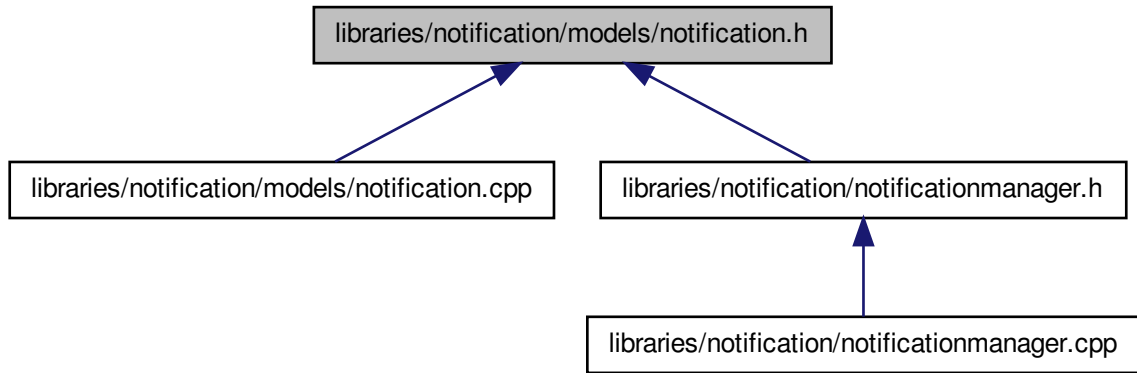 libraries/notification/models/notification.h
libraries/notification/models/notification.cpp
libraries/notification/notificationmanager.h
libraries/notification/notificationmanager.cpp